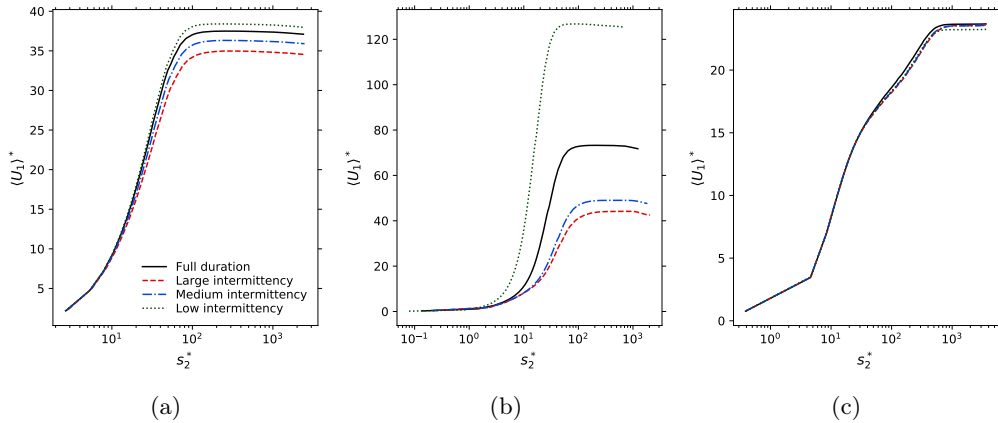 40
35
30
25
20
15
10
5
⟨U₁⟩*
10¹
10²
10³
s₂*
Full duration
Large intermittency
Medium intermittency
Low intermittency
(a)
120
100
80
60
40
20
0
⟨U₁⟩*
10⁻¹
10⁰
10¹
10²
10³
s₂*
(b)
20
15
10
5
0
⟨U₁⟩*
10⁰
10¹
10²
10³
s₂*
(c)